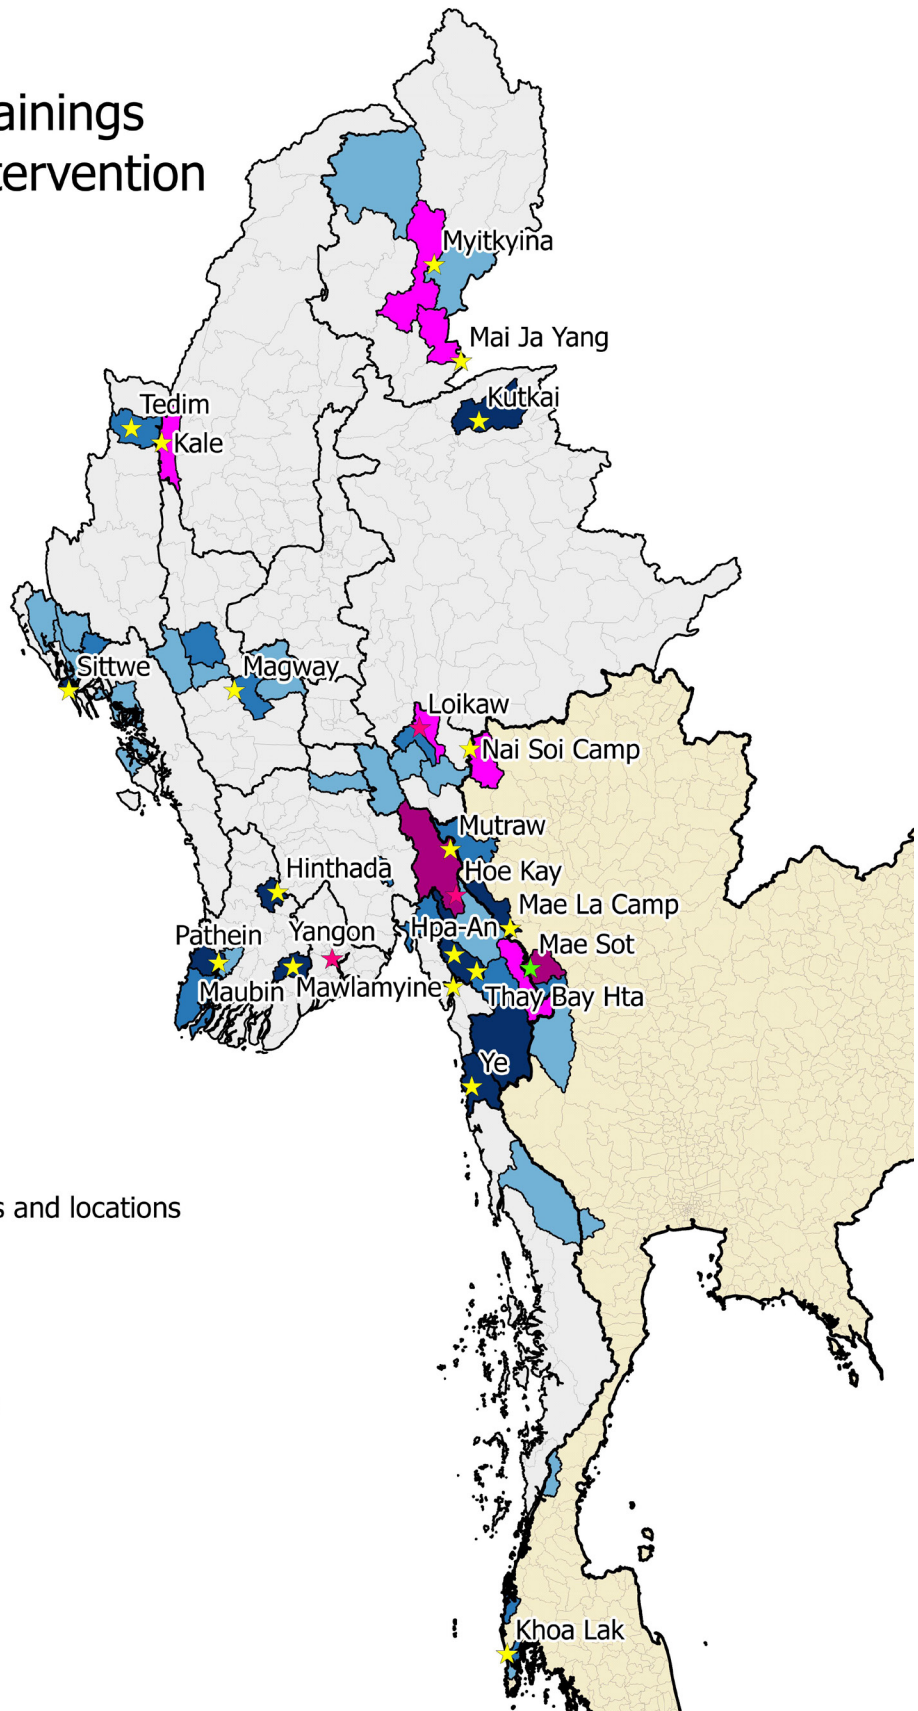 ainings
tervention
Myitkyina
Mai Ja Yang
Kutkai
Tedim
Kale
Sittwe
Magway
Loikaw
Nai Soi Camp
Mutraw
Hinthada
Hoe Kay
Mae La Camp
Pathein
Yangon
Hpa-An
Mae Sot
Maubin
Mawlamyine
Thay Bay Hta
Ye
s and locations
Khoa Lak